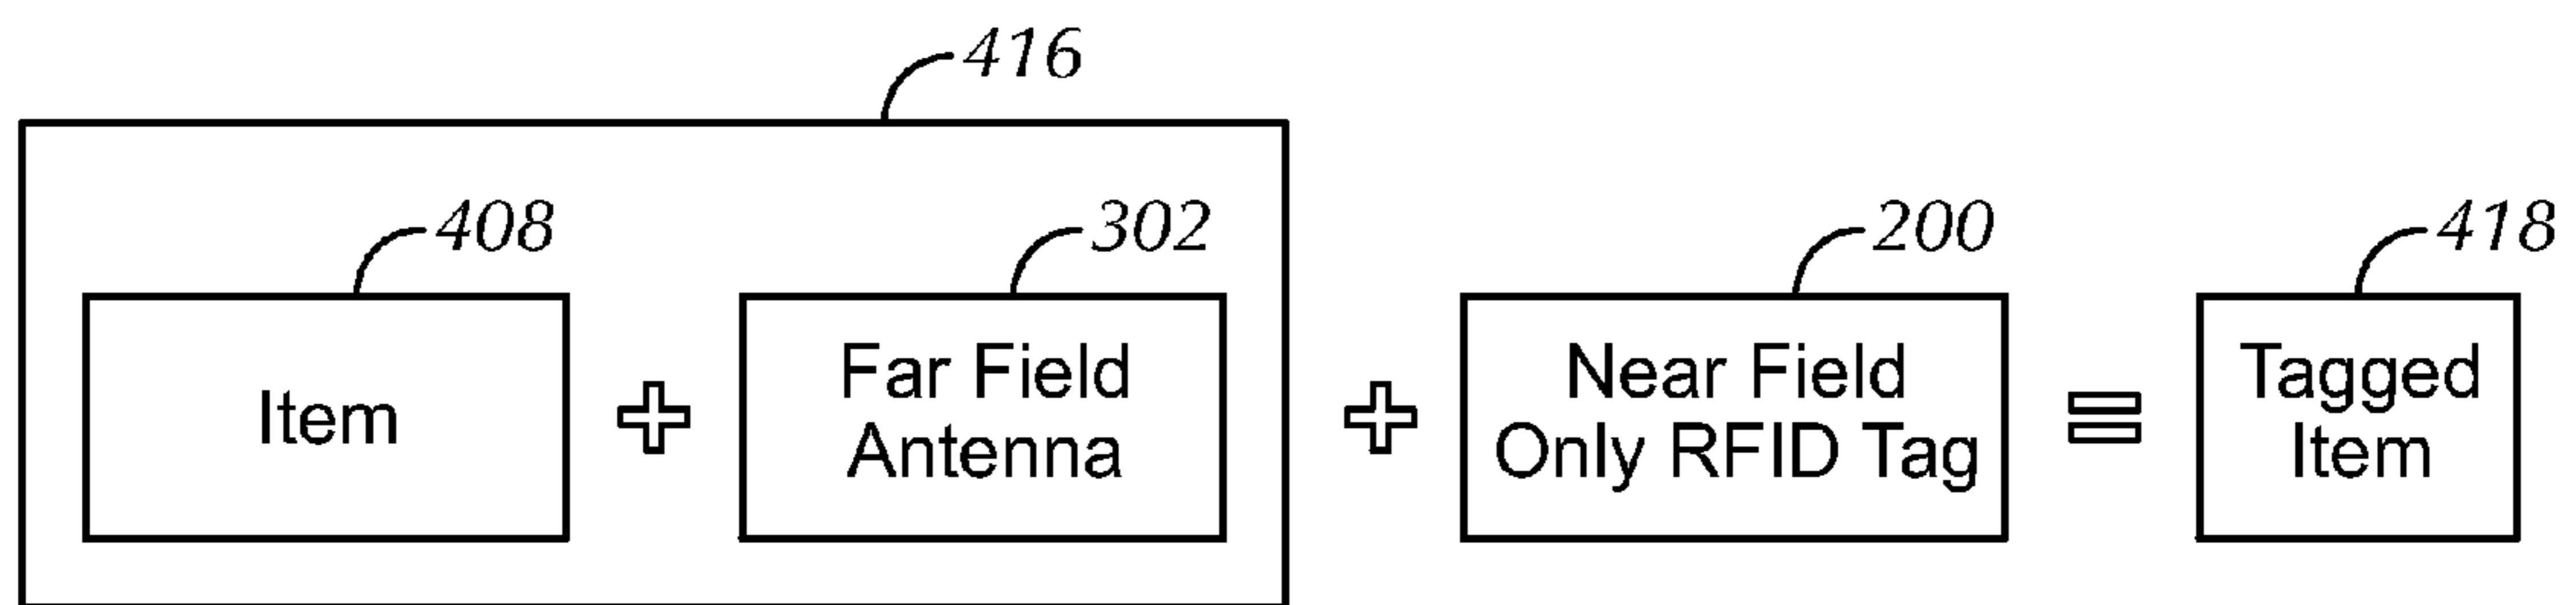 416
408
302
200
418
Item
+
Far Field
Antenna
+
Near Field
Only RFID Tag
=
Tagged
Item